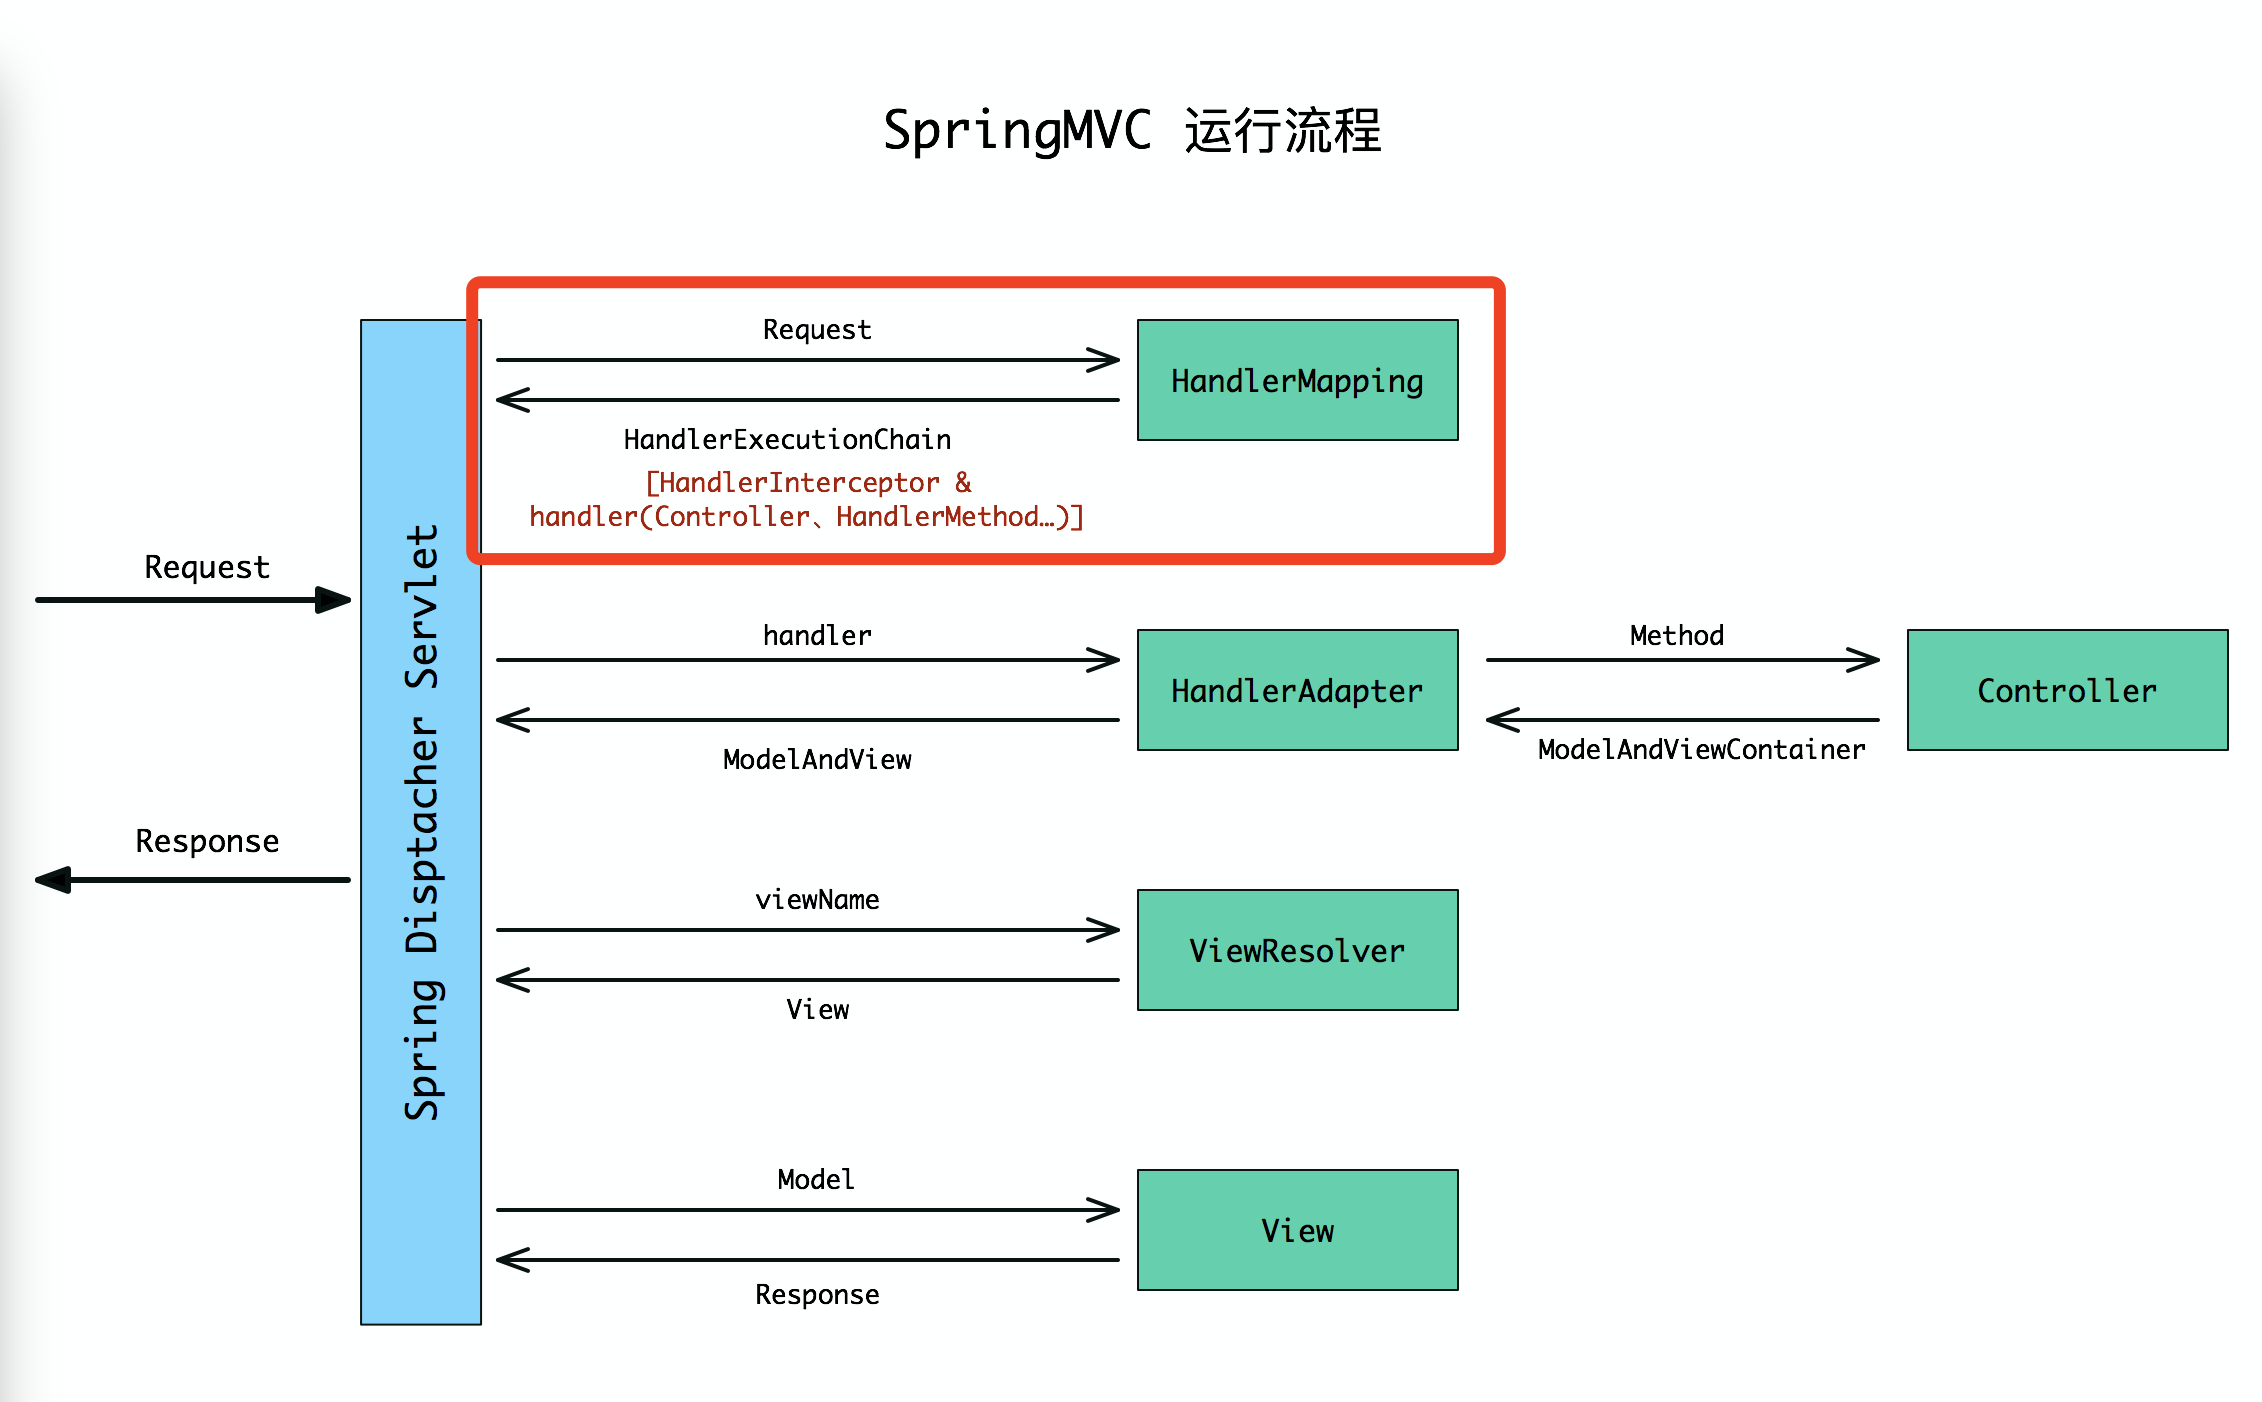 SpringMVC 运行流程
Request
Response
Spring Disptacher Servlet
Request
HandlerMapping
HandlerExecutionChain
[HandlerInterceptor &
handler(Controller、HandlerMethod…)]
handler
HandlerAdapter
ModelAndView
Method
Controller
ModelAndViewContainer
viewName
ViewResolver
View
Model
View
Response